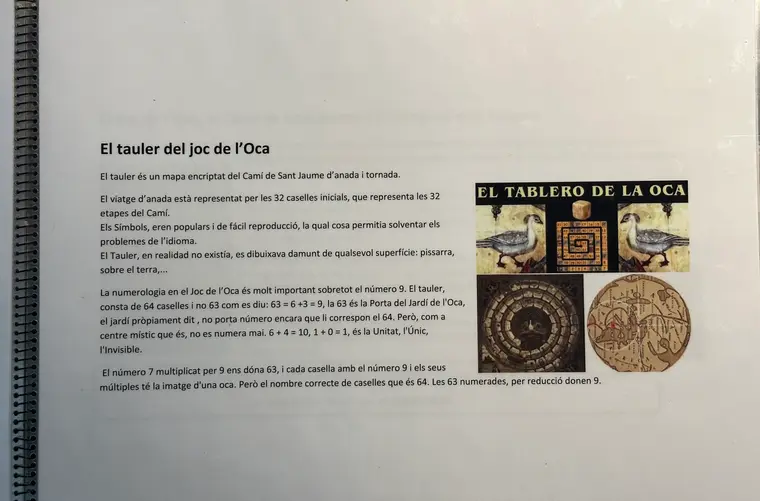 El tauler del joc de l'Oca
El tauler és un mapa encriptat del Camí de Sant Jaume d'anada i tornada.
El viatge d'anada està representat per les 32 caselles inicials, que representa les 32
etapes del Camí.
Els Símbols, eren populars i de fácil reproducció, la qual cosa permitia solventar els
problemes de l'idioma.
El Tauler, en realidad no existía, es dibuixava damunt de qualsevol superfície: pissarra,
sobre el terra,...
EL TABLERO DE LA OCA
La numerologia en el Joc de l'Oca és molt important sobretot el número 9. El tauler,
consta de 64 caselles i no 63 com es diu: 63 = 6 +3 = 9, la 63 és la Porta del Jardí de l'Oca,
el jardí pròpiament dit , no porta número encara que li correspon el 64. Però, com a
centre místic que és, no es numera mai. 6 + 4 = 10, 1 + 0 = 1, és la Unitat, l'Únic,
l'Invisible.
El número 7 multiplicat per 9 ens dóna 63, i cada casella amb el número 9 i els seus
múltiples té la imatge d'una oca. Però el nombre correcte de caselles que és 64. Les 63 numerades, per reducció donen 9.